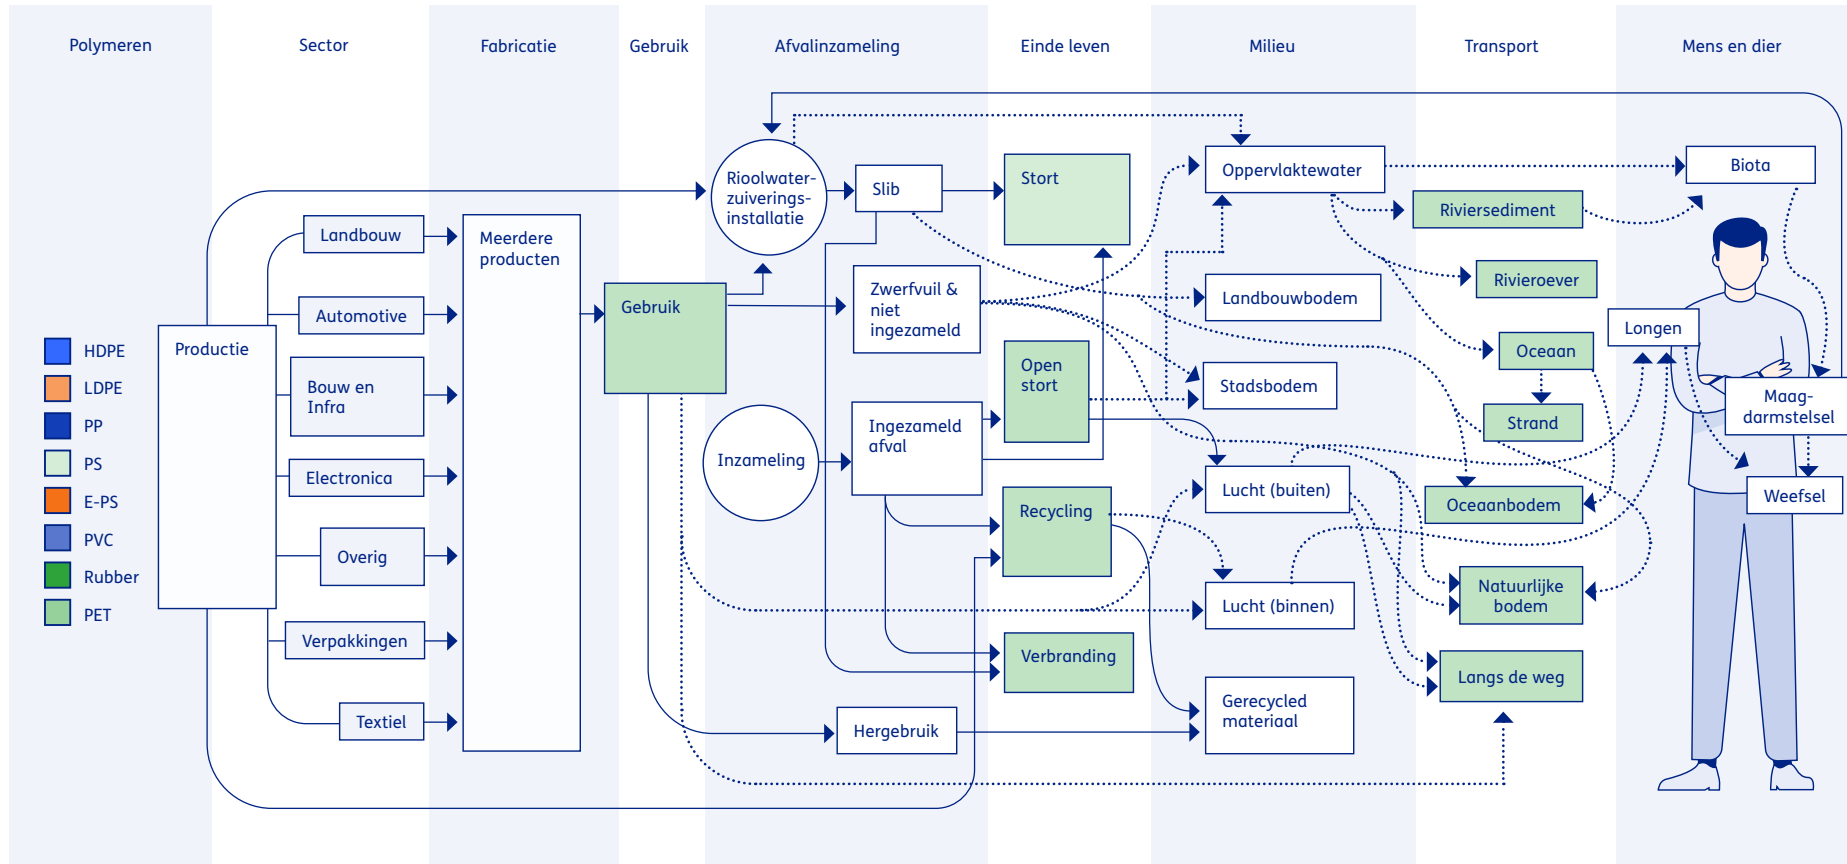 Polymeren
Sector
Fabricatie
Gebruik
Afvalinzameling
Einde leven
Milieu
Transport
Mens en dier
HDPE
LDPE
PP
PS
E-PS
PVC
Rubber
PET
Productie
Landbouw
Automotive
Bouw en
Infra
Electronica
Overig
Verpakkingen
Textiel
Meerdere
producten
Gebruik
Rioolwater-
zuiverings-
installatie
Inzameling
Slib
Zwerfvuil &
niet
ingezameld
Ingezameld
afval
Hergebruik
Stort
Open
stort
Recycling
Verbranding
Oppervlaktewater
Landbouwbodem
Stadsbodem
Lucht (buiten)
Lucht (binnen)
Gerecycled
materiaal
Riviersediment
Rivieroever
Oceaan
Strand
Oceaanbodem
Natuurlijke
bodem
Langs de weg
Biota
Longen
Maag-
darmstelsel
Weefsel